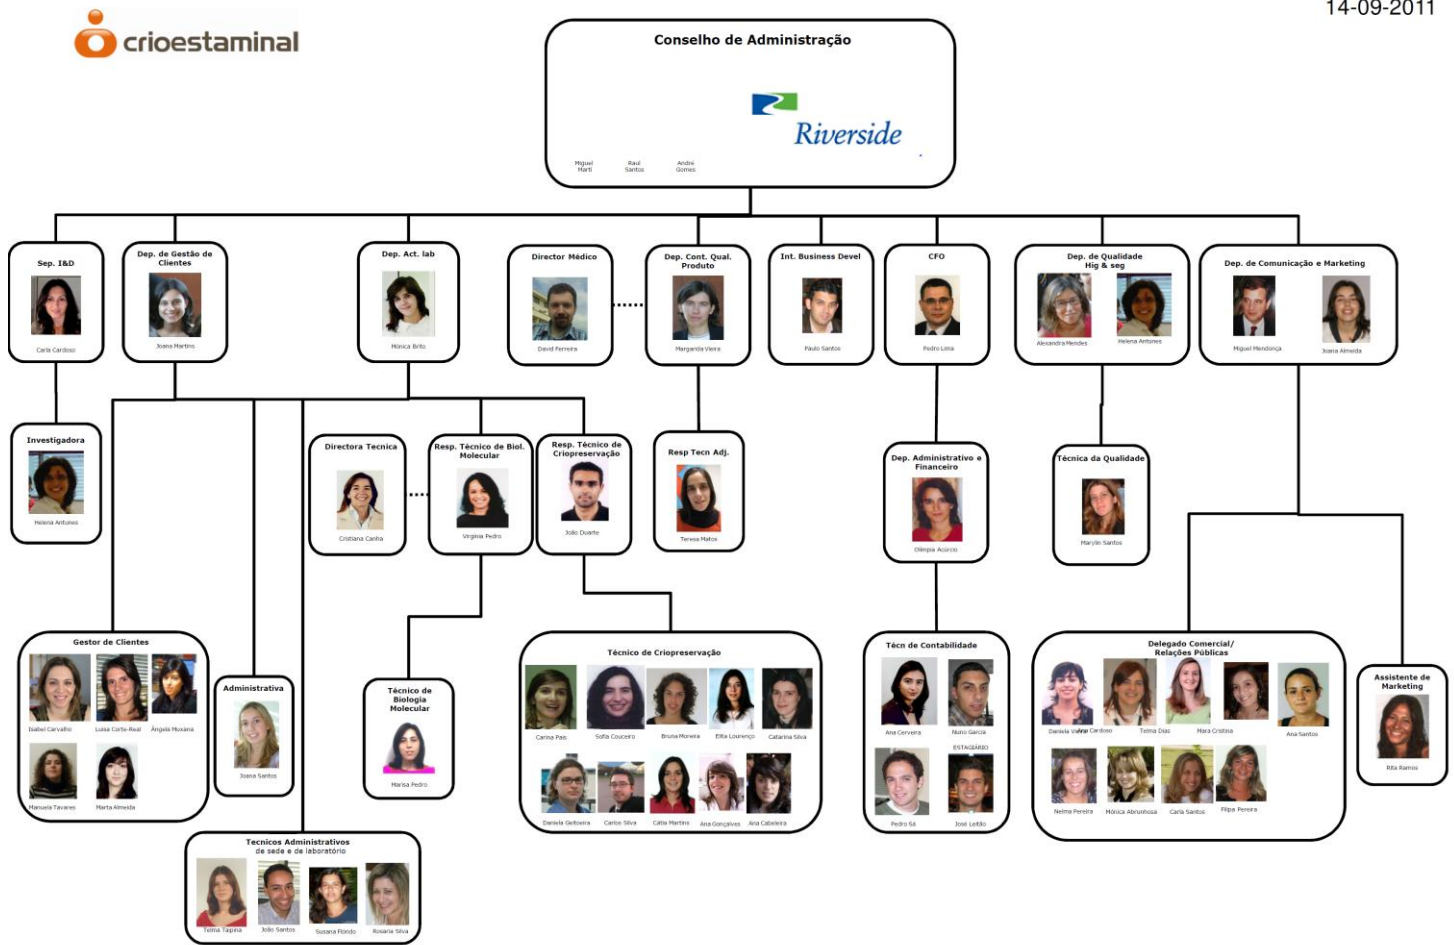 14-09-2011
crioestaminal
Conselho de Administração
Riverside
Miguel
Marti
Raul
Santos
André
Gomes
Sep. I&D
Carla Cardoso
Dep. de Gestão de
Clientes
Joana Martins
Dep. Act. lab
Mónica Brito
Director Médico
David Ferreira
Dep. Cont. Qual.
Produto
Margarida Vieira
Int. Business Devel
Paulo Santos
CFO
Pedro Lima
Dep. de Qualidade
Hig & seg
Alexandra Mendes
Helena Antunes
Dep. de Comunicação e Marketing
Miguel Mendonça
Joana Almeida
Investigadora
Helena Antunes
Directora Tecnica
Cristiana Canha
Resp. Técnico de Biol.
Molecular
Virgínia Pedro
Resp. Técnico de
Criopreservação
João Duarte
Resp Tecn Adj.
Teresa Matos
Dep. Administrativo e
Financeiro
Olímpia Acúrcio
Técnica da Qualidade
Marylin Santos
Gestor de Clientes
Isabel Carvalho
Luísa Corte-Real
Ângela Moxana
Manuela Tavares
Marta Almeida
Administrativa
Joana Santos
Técnico de
Biologia
Molecular
Marisa Pedro
Técnico de Criopreservação
Carina Pais
Sofia Couceiro
Bruna Moreira
Elita Lourenço
Catarina Silva
Daniela Geitoeira
Carlos Silva
Cátia Martins
Ana Gonçalves
Ana Cabeleira
Técn de Contabilidade
Ana Cerveira
Nuno Garcia
ESTAGIÁRIO
Pedro Sá
José Leitão
Delegado Comercial/
Relações Públicas
Daniela
Ana Cardoso
Telma Dias
Mara Cristina
Ana Santos
Nelma Pereira
Mónica Abrunhosa
Carla Santos
Filipa Pereira
Assistente de
Marketing
Rita Ramos
Tecnicos Administrativos
de sede e de laboratório
Telma Taipina
João Santos
Susana Florido
Rosaria Silva